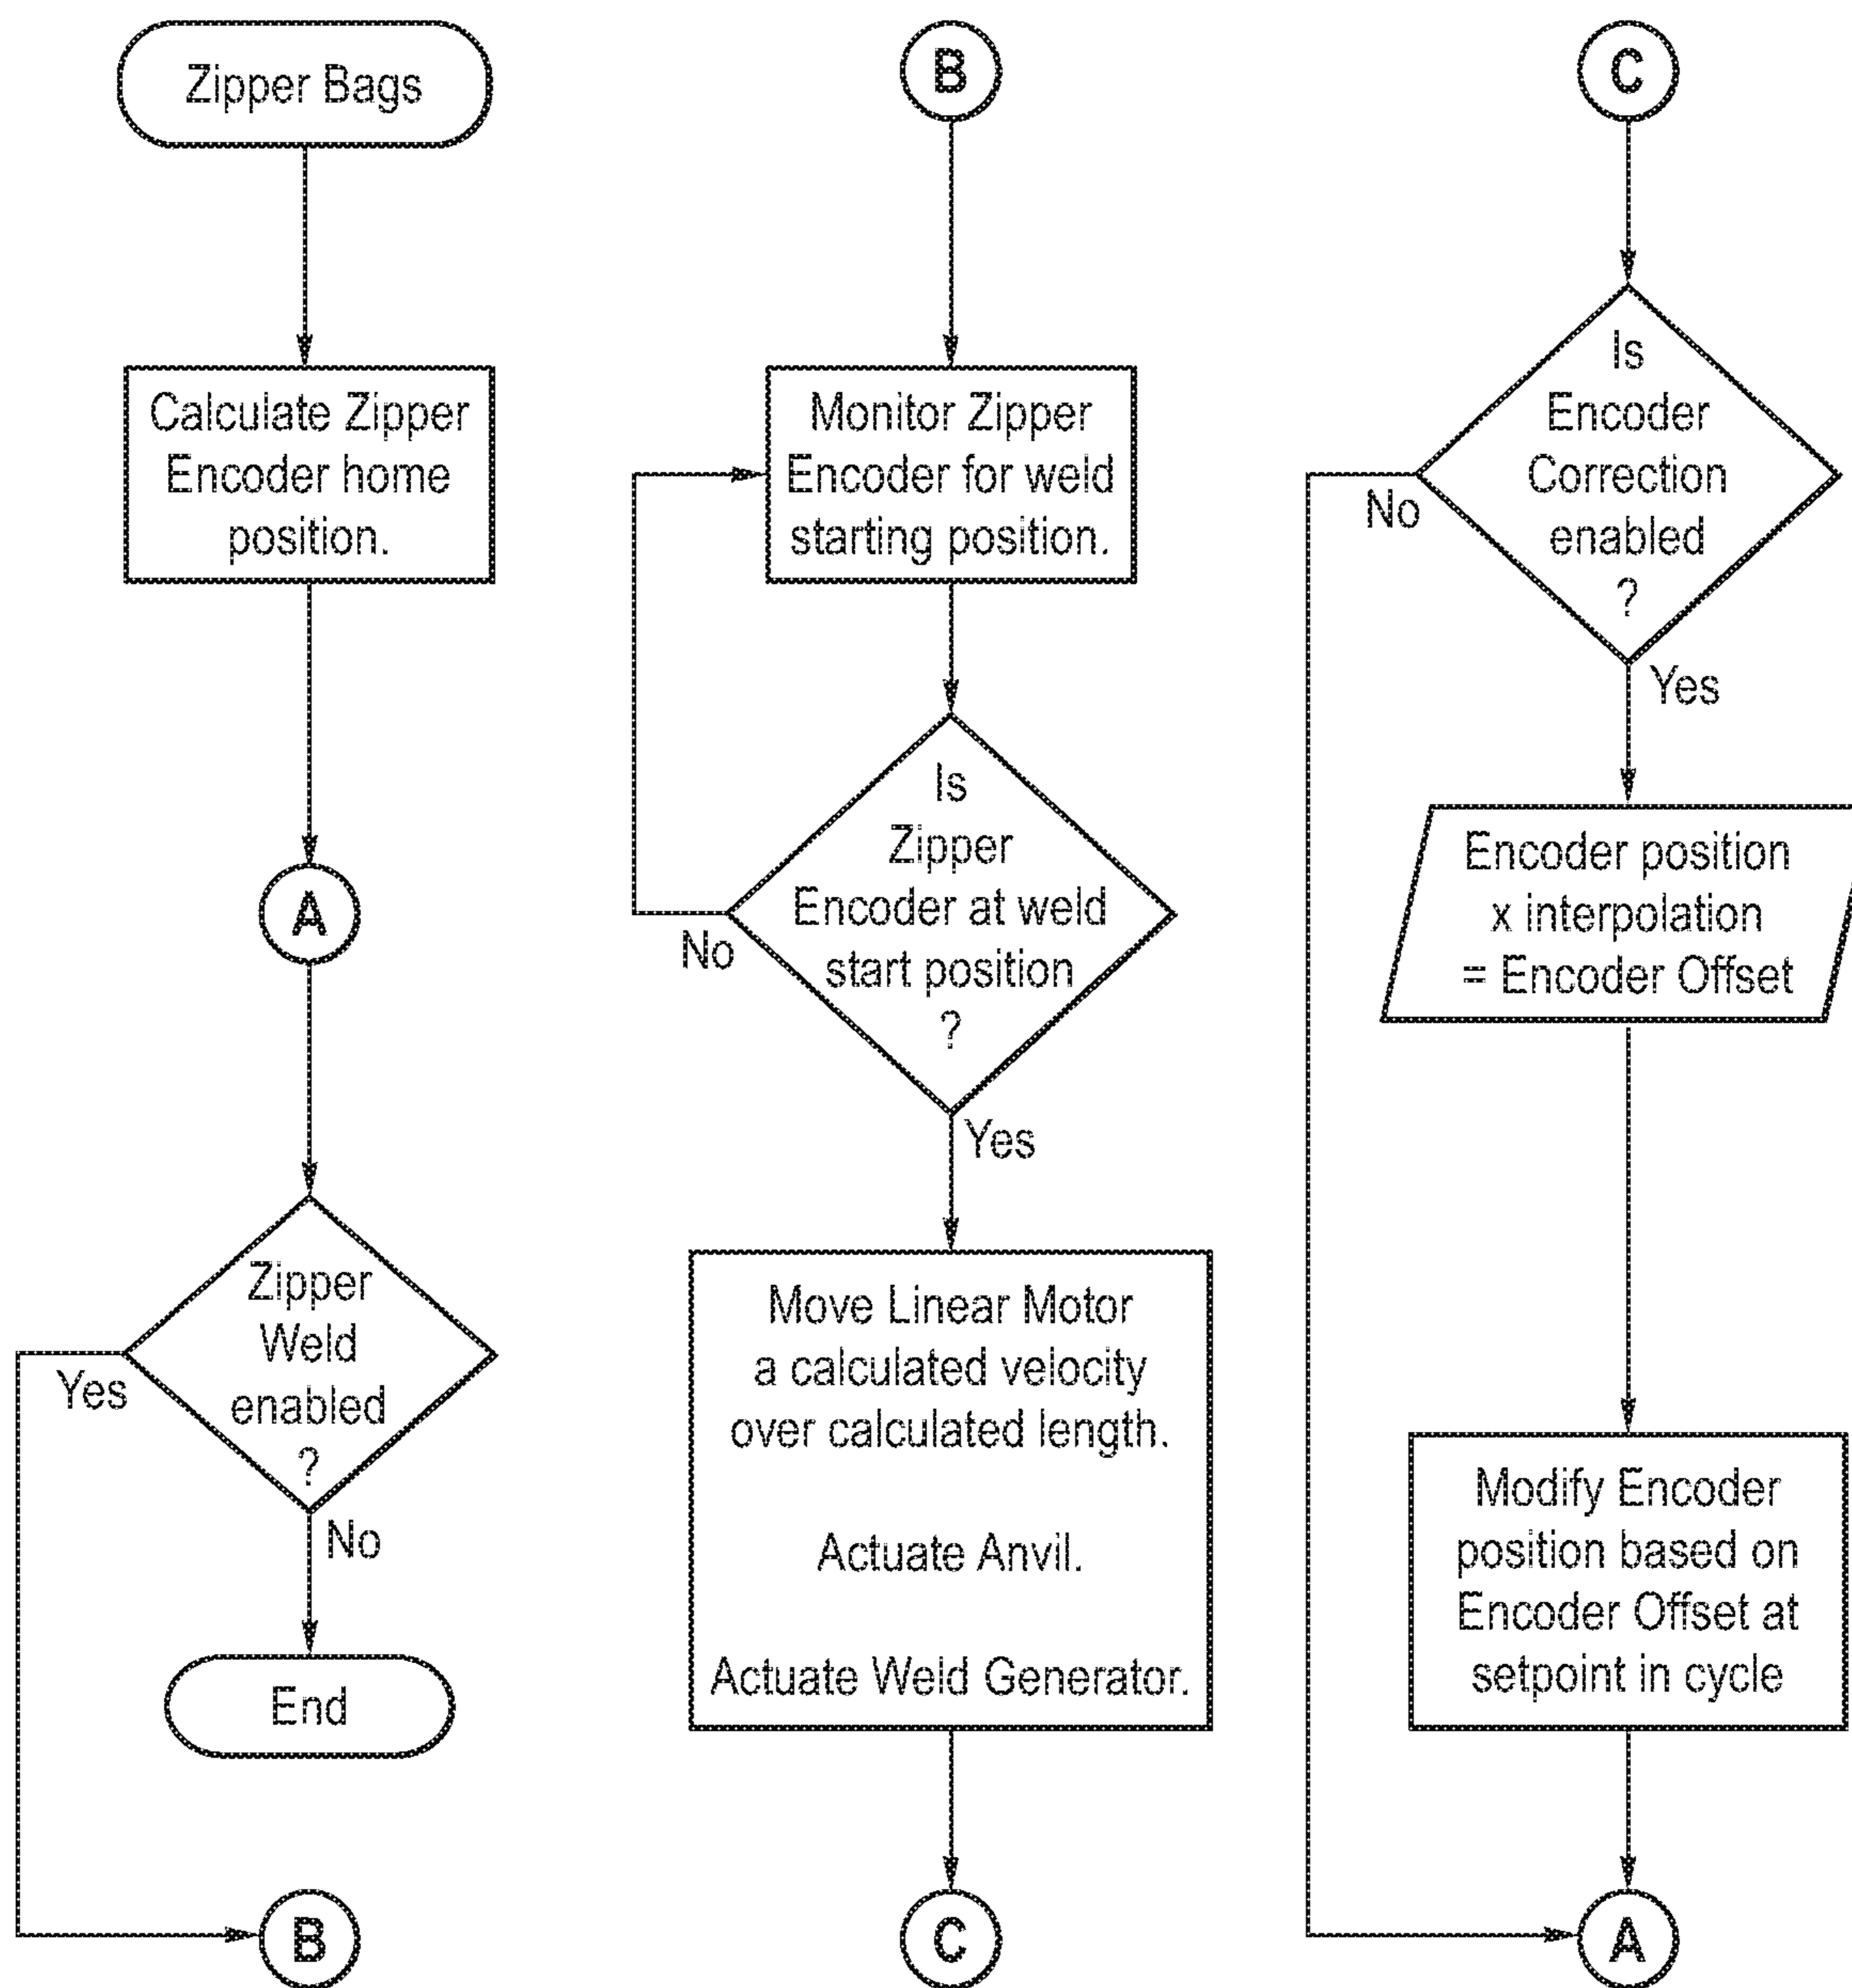 Zipper Bags
Calculate Zipper
Encoder home
position.
A
Zipper
Weld
enabled
?
Yes
No
End
B
B
Monitor Zipper
Encoder for weld
starting position.
Is
Zipper
Encoder at weld
start position
?
No
Yes
Move Linear Motor
a calculated velocity
over calculated length.
Actuate Anvil.
Actuate Weld Generator.
C
C
Is
Encoder
Correction
enabled
?
No
Yes
Encoder position
x interpolation
= Encoder Offset
Modify Encoder
position based on
Encoder Offset at
setpoint in cycle
A